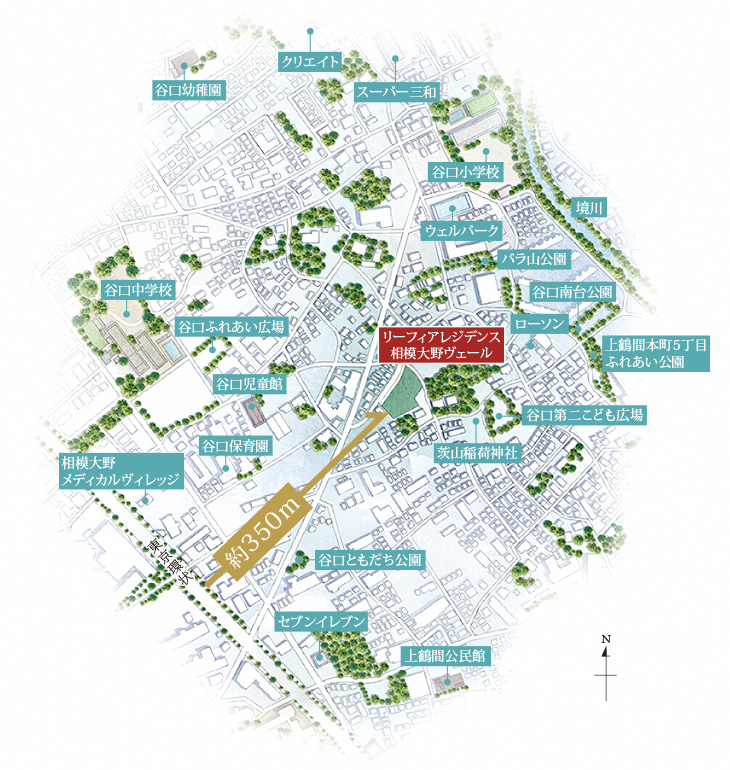 クリエイト
谷口幼稚園
スーパー三和
谷口小学校
境川
ウェルパーク
バラ山公園
谷口中学校
谷口南台公園
谷口ふれあい広場
ローソン
リーフィアレジデンス
相模大野ヴェール
上鶴間本町5丁目
ふれあい公園
谷口児童館
谷口第二こども広場
谷口保育園
茨山稲荷神社
相模大野
メディカルヴィレッジ
約350m
東京環状
谷口ともだち公園
セブンイレブン
上鶴間公民館
N